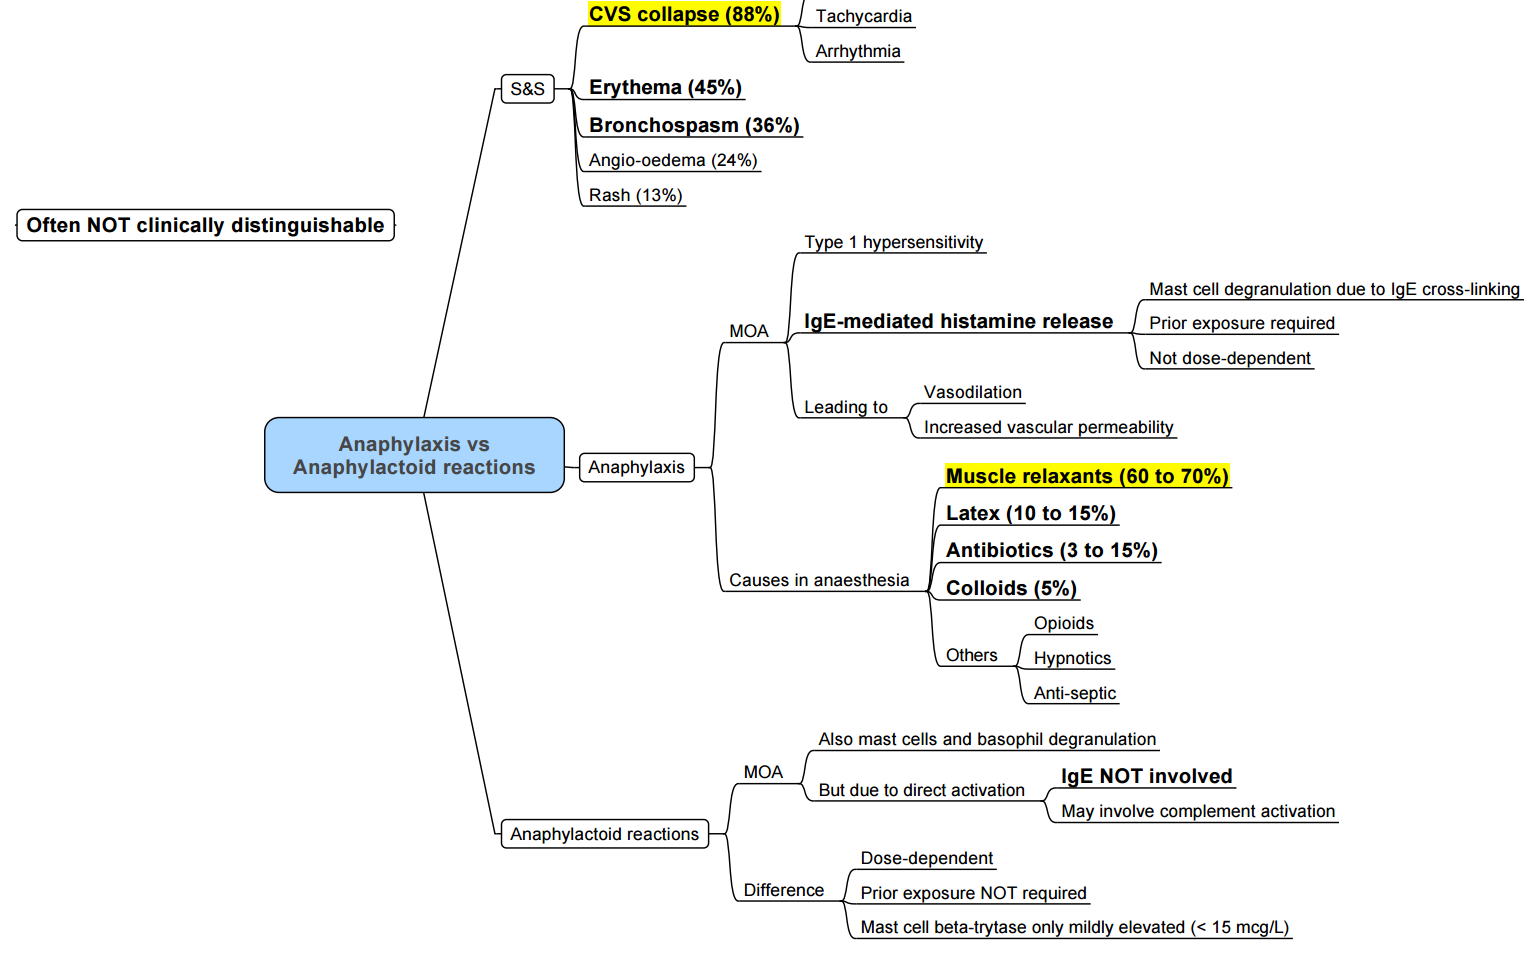 CVS collapse (88%)
Tachycardia
Arrhythmia
S&S
Erythema (45%)
Bronchospasm (36%)
Angio-oedema (24%)
Rash (13%)
Often NOT clinically distinguishable
Anaphylaxis vs
Anaphylactoid reactions
Anaphylaxis
MOA
Type 1 hypersensitivity
IgE-mediated histamine release
Mast cell degranulation due to IgE cross-linking
Prior exposure required
Not dose-dependent
Leading to
Vasodilation
Increased vascular permeability
Causes in anaesthesia
Muscle relaxants (60 to 70%)
Latex (10 to 15%)
Antibiotics (3 to 15%)
Colloids (5%)
Others
Opioids
Hypnotics
Anti-septic
Anaphylactoid reactions
MOA
Also mast cells and basophil degranulation
But due to direct activation
IgE NOT involved
May involve complement activation
Difference
Dose-dependent
Prior exposure NOT required
Mast cell beta-trytase only mildly elevated (< 15 mcg/L)